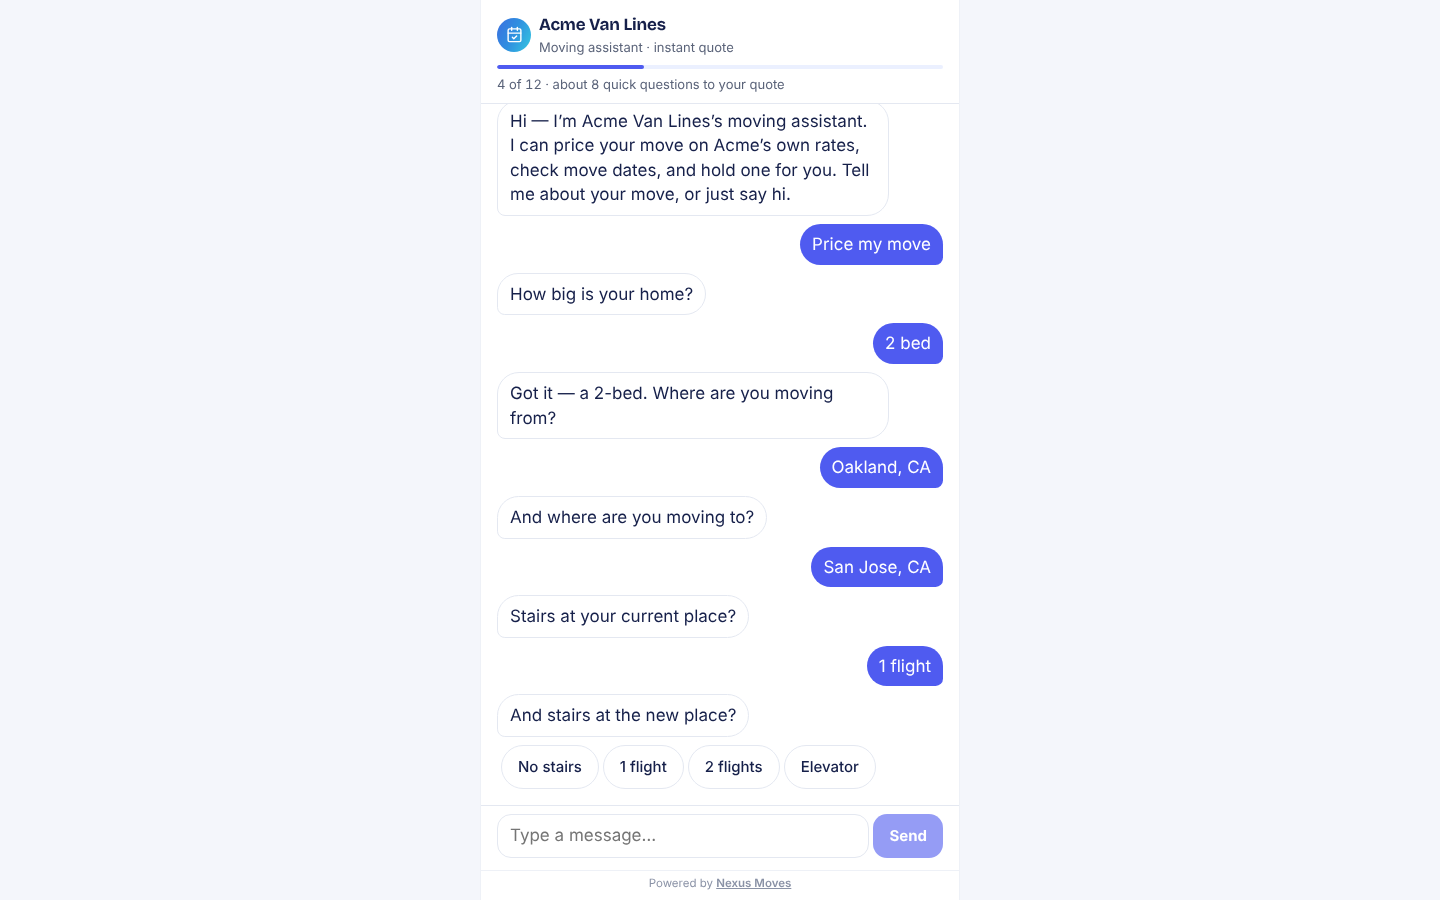 Acme Van Lines
Moving assistant · instant quote
4 of 12 · about 8 quick questions to your quote
Hi — I’m Acme Van Lines’s moving assistant.
I can price your move on Acme’s own rates,
check move dates, and hold one for you. Tell
me about your move, or just say hi.
Price my move
How big is your home?
2 bed
Got it — a 2-bed. Where are you moving
from?
Oakland, CA
And where are you moving to?
San Jose, CA
Stairs at your current place?
1 flight
And stairs at the new place?
No stairs 1 flight 2 flights Elevator
Type a message… Send
Powered by Nexus Moves